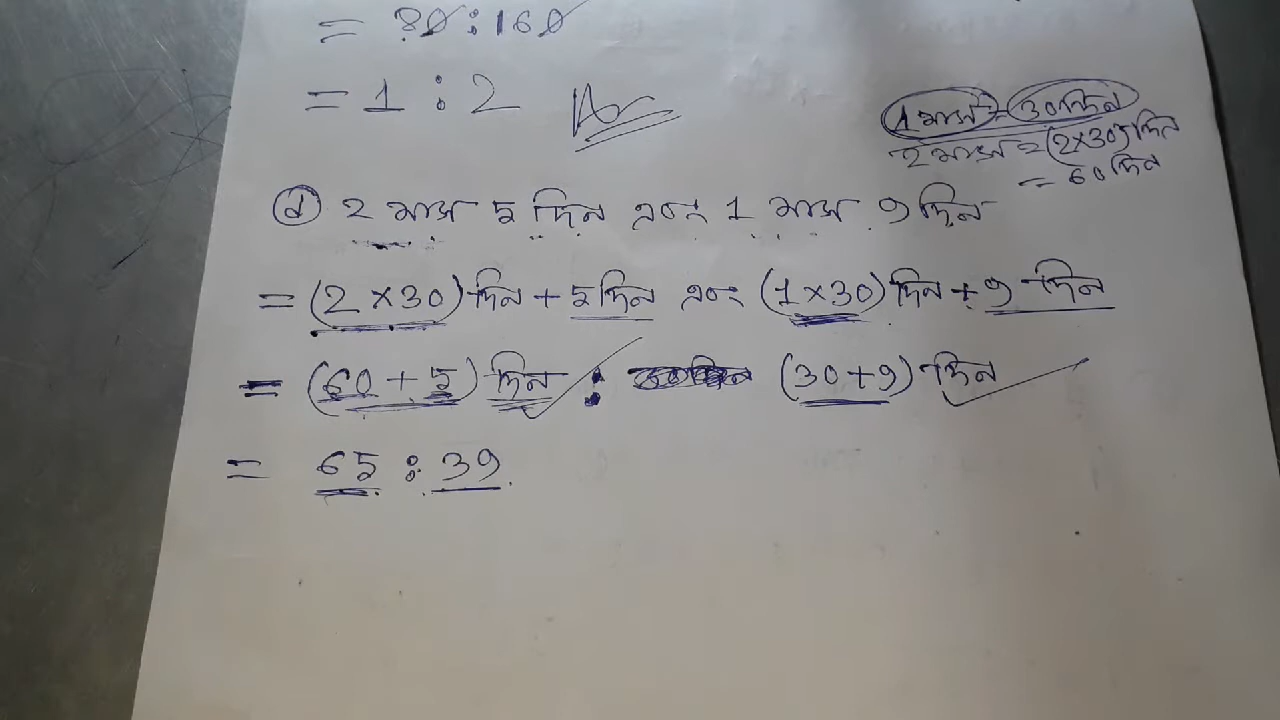 = 80 : 160
= 1 : 2 Ans
1 মাস = 30 দিন
2 মাস = (2×30) দিন
= 60 দিন
(d) 2 মাস 5 দিন এবং 1 মাস 9 দিন
= (2 × 30) দিন + 5 দিন এবং (1×30) দিন + 9 দিন
= (60 + 5) দিন : (30+9) দিন
= 65 : 39